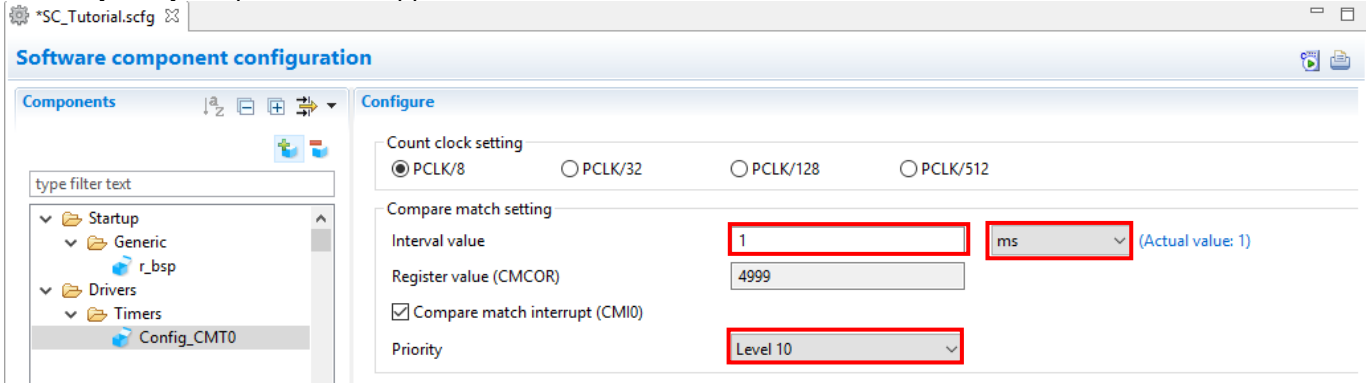 *SC_Tutorial.scfg
Software component configuration
Components
Configure
type filter text
Startup
Generic
r_bsp
Drivers
Timers
Config_CMT0
Count clock setting
PCLK/8 PCLK/32 PCLK/128 PCLK/512
Compare match setting
Interval value 1 ms (Actual value: 1)
Register value (CMCOR) 4999
Compare match interrupt (CMI0)
Priority Level 10